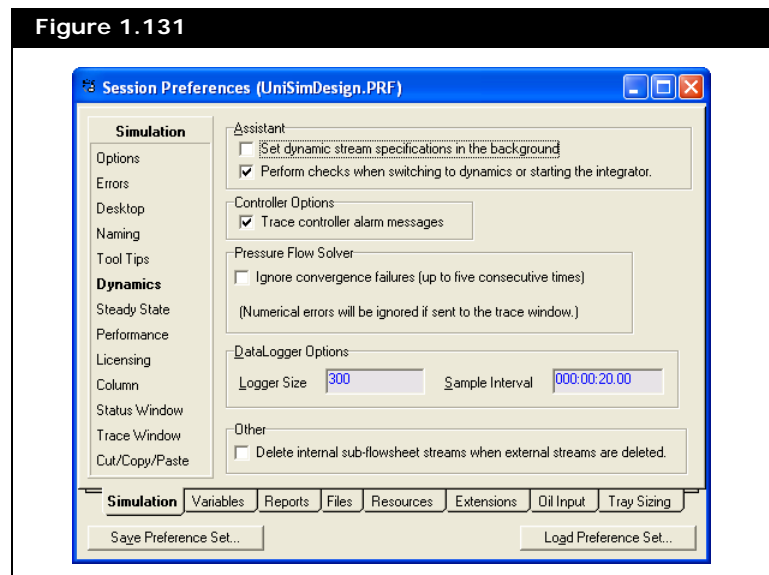 Figure 1.131
Session Preferences (UniSimDesign.PRF)
Simulation
Options
Errors
Desktop
Naming
Tool Tips
Dynamics
Steady State
Performance
Licensing
Column
Status Window
Trace Window
Cut/Copy/Paste
Assistant
Set dynamic stream specifications in the background
Perform checks when switching to dynamics or starting the integrator.
Controller Options
Trace controller alarm messages
Pressure Flow Solver
Ignore convergence failures (up to five consecutive times)
(Numerical errors will be ignored if sent to the trace window.)
DataLogger Options
Logger Size 300 Sample Interval 000:00:20.00
Other
Delete internal sub-flowsheet streams when external streams are deleted.
Simulation Variables Reports Files Resources Extensions Oil Input Tray Sizing
Save Preference Set... Load Preference Set...